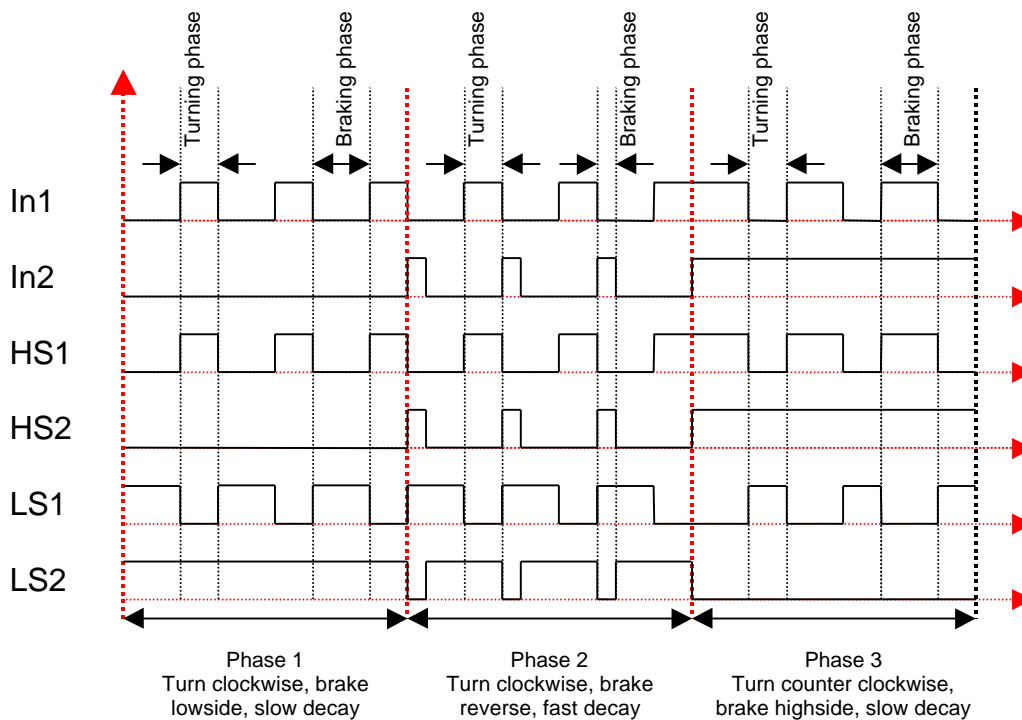 Turning phase
Braking phase
Turning phase
Braking phase
Turning phase
Braking phase
In1
In2
HS1
HS2
LS1
LS2
Phase 1
Turn clockwise, brake
lowside, slow decay
Phase 2
Turn clockwise, brake
reverse, fast decay
Phase 3
Turn counter clockwise,
brake highside, slow decay